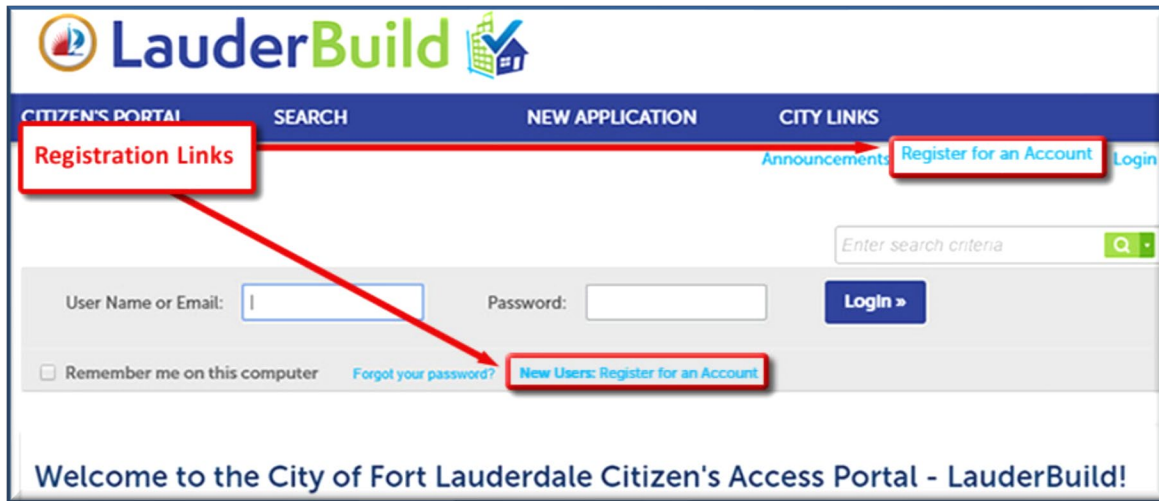 LauderBuild
CITIZEN'S PORTAL SEARCH NEW APPLICATION CITY LINKS
Registration Links
Announcements Register for an Account Login
Enter search criteria
User Name or Email: Password: Login »
Remember me on this computer Forgot your password? New Users: Register for an Account
Welcome to the City of Fort Lauderdale Citizen's Access Portal - LauderBuild!